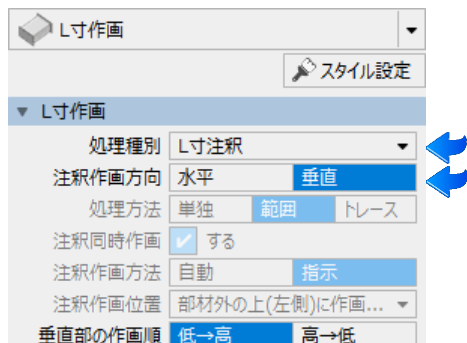 L寸作画
スタイル設定
L寸作画
処理種別 L寸注釈
注釈作画方向 水平 垂直
処理方法 単独 範囲 トレース
注釈同時作画 する
注釈作画方法 自動 指示
注釈作画位置 部材外の上(左側)に作画...
垂直部の作画順 低→高 高→低